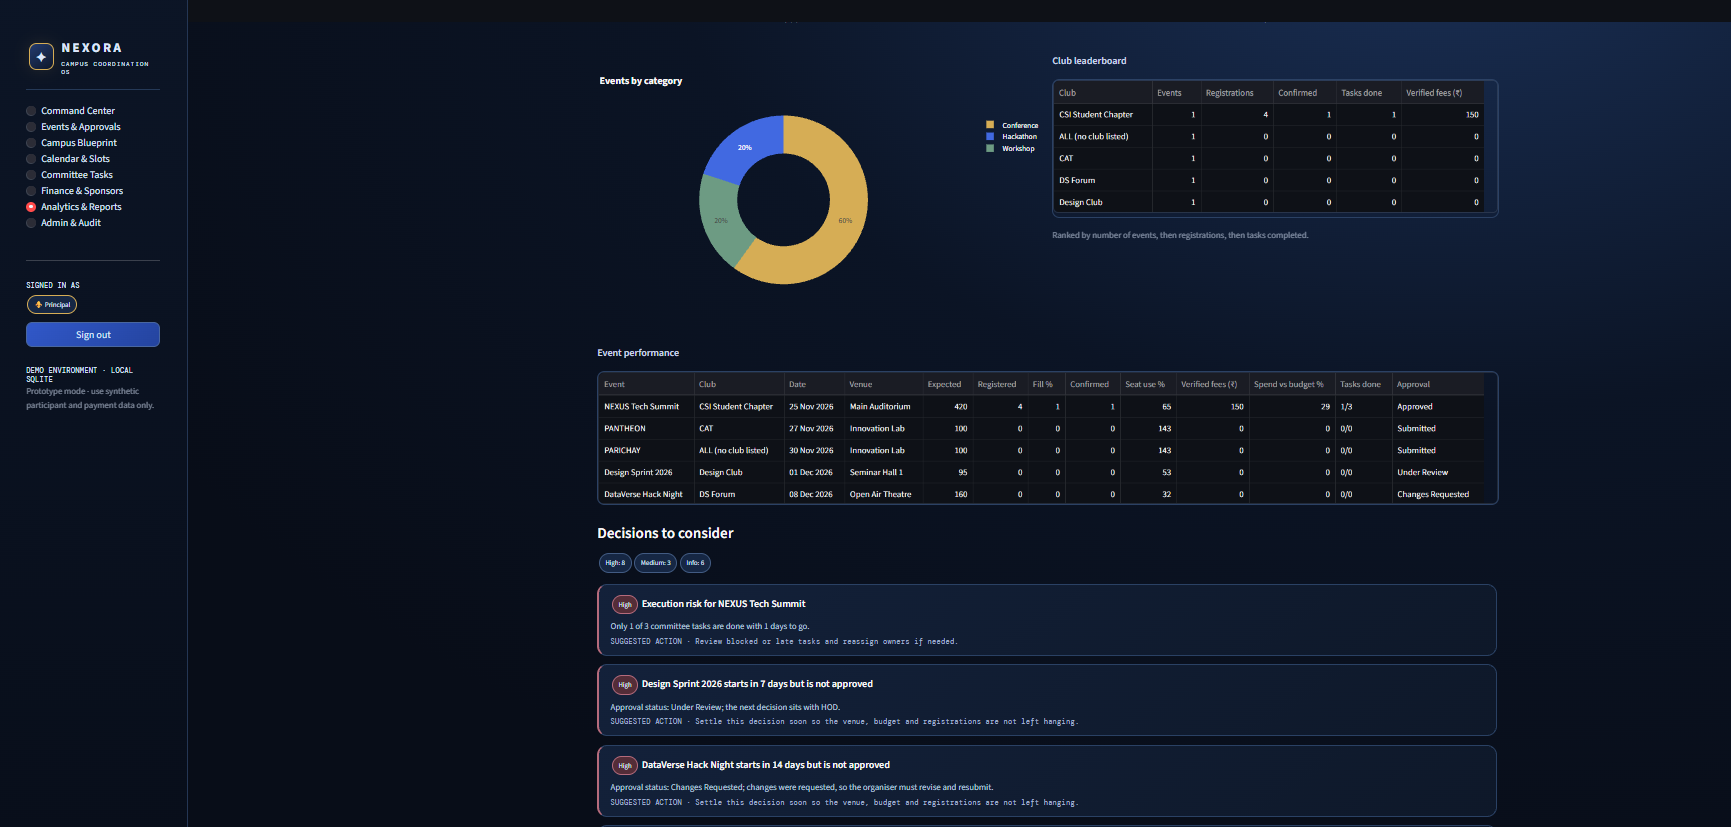 NEXORA
CAMPUS COORDINATION
OS
Command Center
Events & Approvals
Campus Blueprint
Calendar & Slots
Committee Tasks
Finance & Sponsors
Analytics & Reports
Admin & Audit
SIGNED IN AS
Principal
Sign out
DEMO ENVIRONMENT · LOCAL
SQLITE
Prototype mode - use synthetic
participant and payment data only.
Events by category
20%
20%
60%
Conference
Hackathon
Workshop
Club leaderboard
Club Events Registrations Confirmed Tasks done Verified fees (₹)
CSI Student Chapter 1 4 1 1 150
ALL (no club listed) 1 0 0 0 0
CAT 1 0 0 0 0
DS Forum 1 0 0 0 0
Design Club 1 0 0 0 0
Ranked by number of events, then registrations, then tasks completed.
Event performance
Event Club Date Venue Expected Registered Fill % Confirmed Seat use % Verified fees (₹) Spend vs budget % Tasks done Approval
NEXUS Tech Summit CSI Student Chapter 25 Nov 2026 Main Auditorium 420 4 1 1 65 150 29 1/3 Approved
PANTHEON CAT 27 Nov 2026 Innovation Lab 100 0 0 0 143 0 0 0/0 Submitted
PARICHAY ALL (no club listed) 30 Nov 2026 Innovation Lab 100 0 0 0 143 0 0 0/0 Submitted
Design Sprint 2026 Design Club 01 Dec 2026 Seminar Hall 1 95 0 0 0 53 0 0 0/0 Under Review
DataVerse Hack Night DS Forum 08 Dec 2026 Open Air Theatre 160 0 0 0 32 0 0 0/0 Changes Requested
Decisions to consider
High: 8 Medium: 3 Info: 6
High Execution risk for NEXUS Tech Summit
Only 1 of 3 committee tasks are done with 1 days to go.
SUGGESTED ACTION · Review blocked or late tasks and reassign owners if needed.
High Design Sprint 2026 starts in 7 days but is not approved
Approval status: Under Review; the next decision sits with HOD.
SUGGESTED ACTION · Settle this decision soon so the venue, budget and registrations are not left hanging.
High DataVerse Hack Night starts in 14 days but is not approved
Approval status: Changes Requested; changes were requested, so the organiser must revise and resubmit.
SUGGESTED ACTION · Settle this decision soon so the venue, budget and registrations are not left hanging.